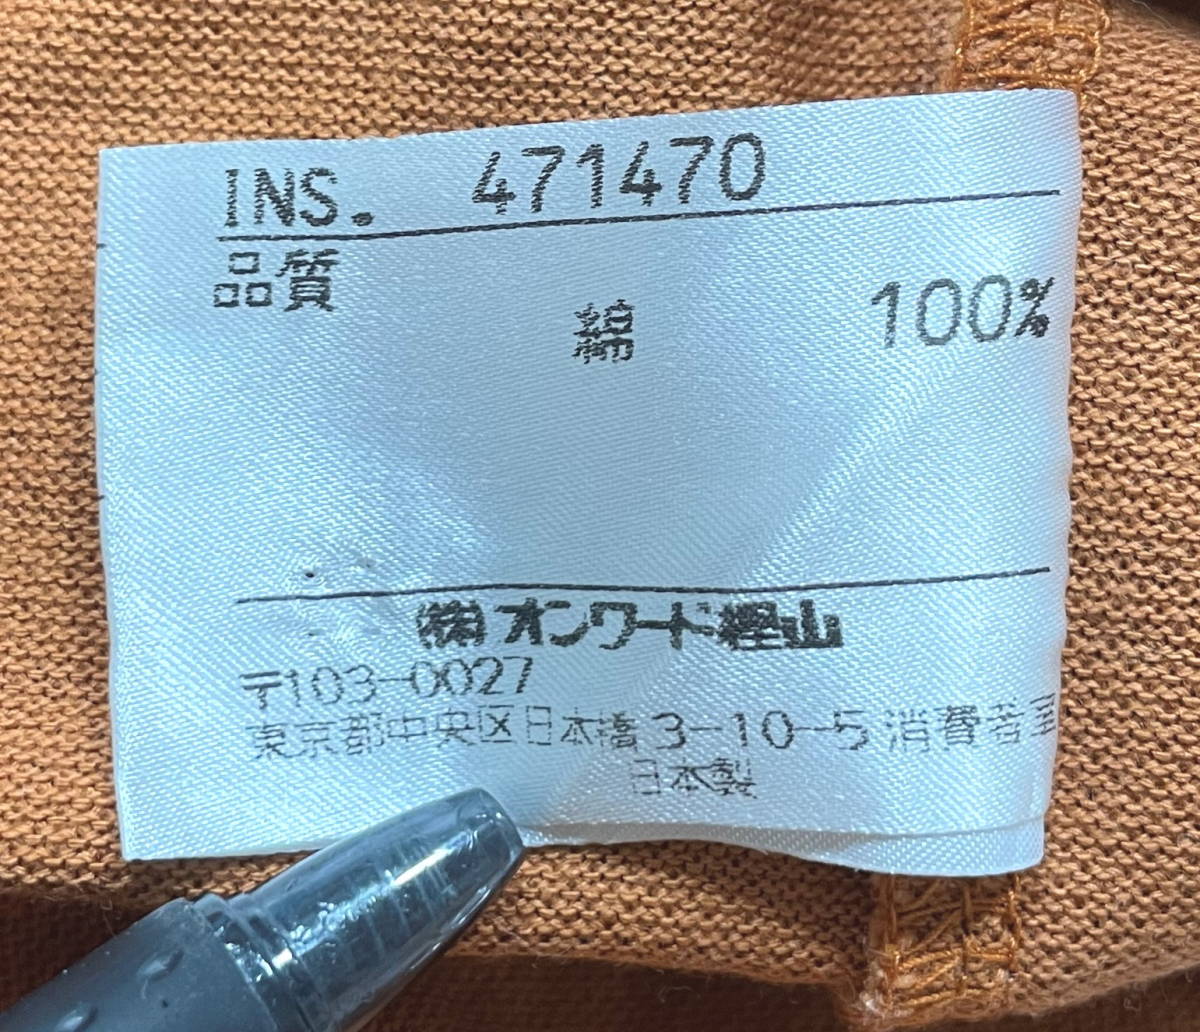 INS. 471470
品質
綿 100%
㈱オンワード樫山
〒103-0027
東京都中央区日本橋3-10-5 消費者室
日本製